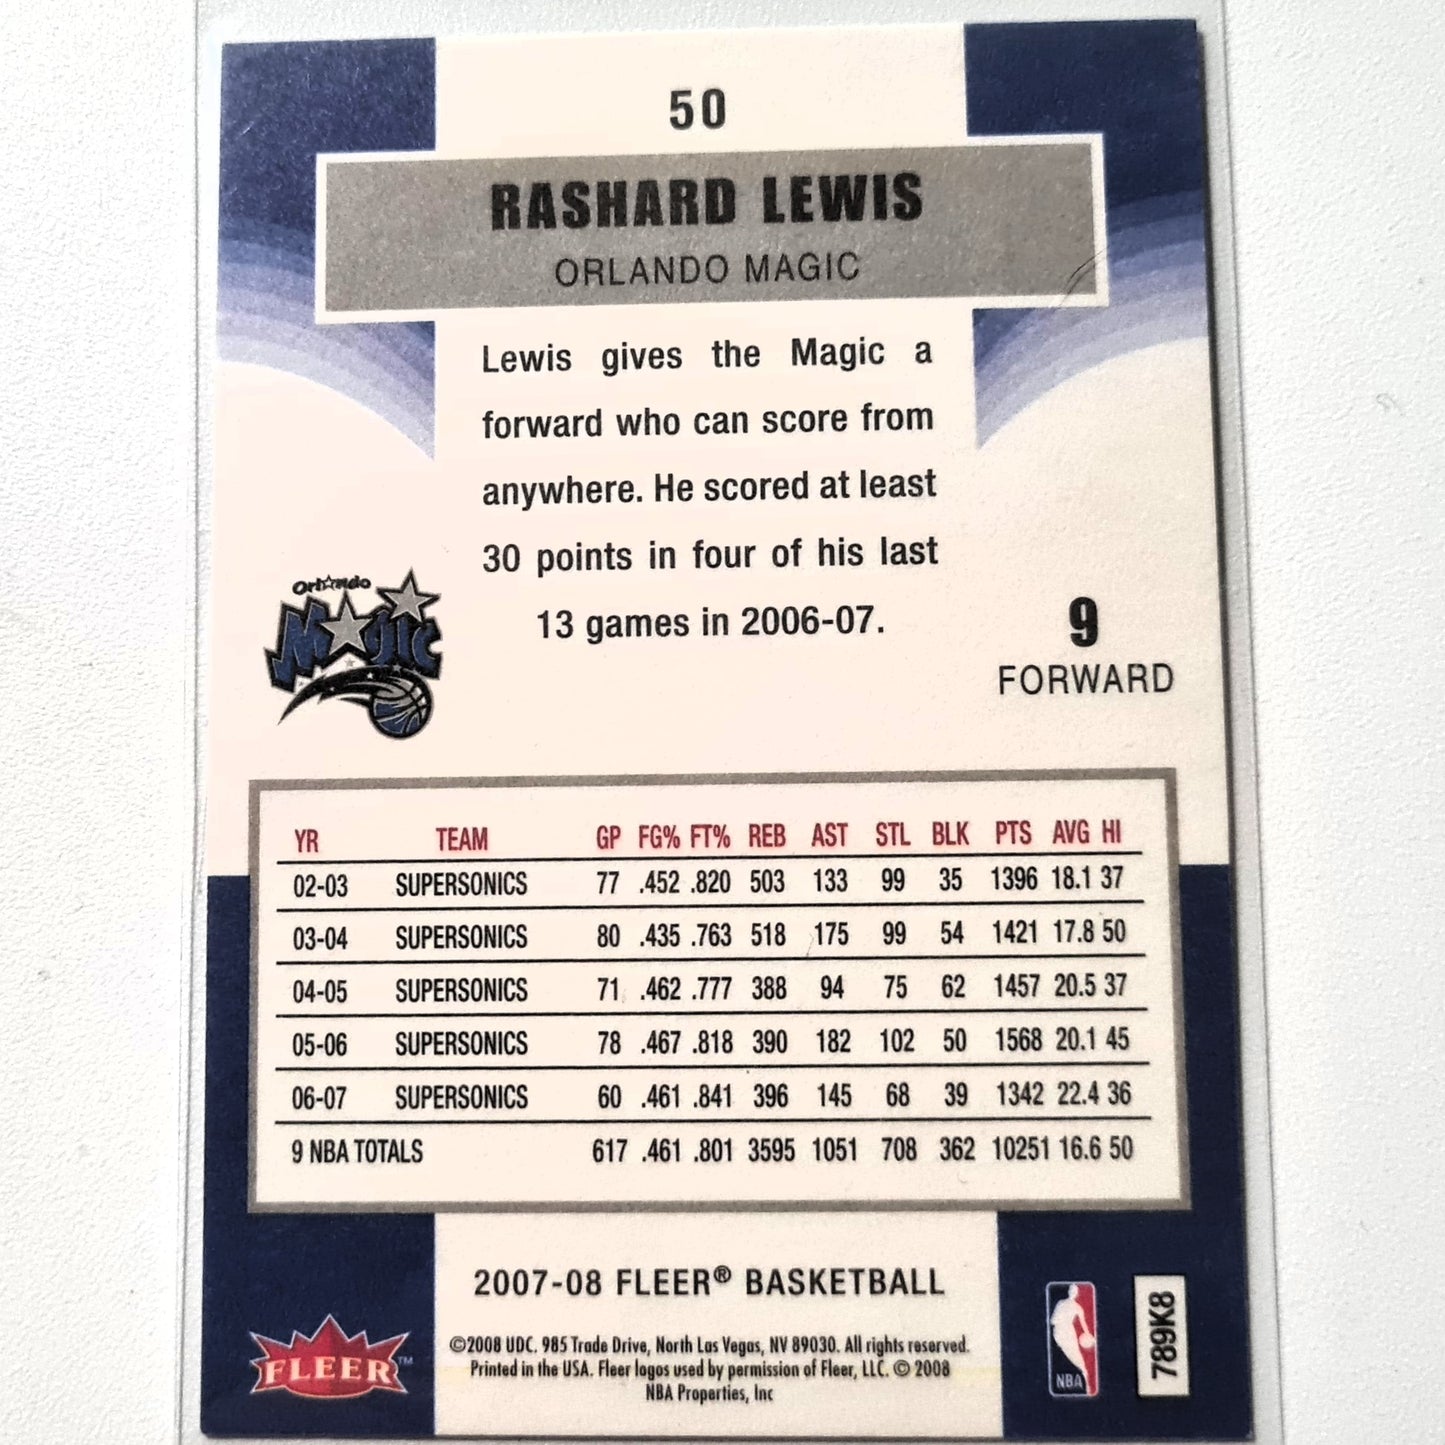 50
RASHARD LEWIS
ORLANDO MAGIC
Lewis gives the Magic a
forward who can score from
anywhere. He scored at least
30 points in four of his last
13 games in 2006-07.
Orlando
Magic
9
FORWARD
YR TEAM GP FG% FT% REB AST STL BLK PTS AVG HI
02-03 SUPERSONICS 77 .452 .820 503 133 99 35 1396 18.1 37
03-04 SUPERSONICS 80 .435 .763 518 175 99 54 1421 17.8 50
04-05 SUPERSONICS 71 .462 .777 388 94 75 62 1457 20.5 37
05-06 SUPERSONICS 78 .467 .818 390 182 102 50 1568 20.1 45
06-07 SUPERSONICS 60 .461 .841 396 145 68 39 1342 22.4 36
9 NBA TOTALS 617 .461 .801 3595 1051 708 362 10251 16.6 50
2007-08 FLEER® BASKETBALL
©2008 UDC. 985 Trade Drive, North Las Vegas, NV 89030. All rights reserved.
Printed in the USA. Fleer logos used by permission of Fleer, LLC. © 2008
NBA Properties, Inc
FLEER™
NBA
789K8